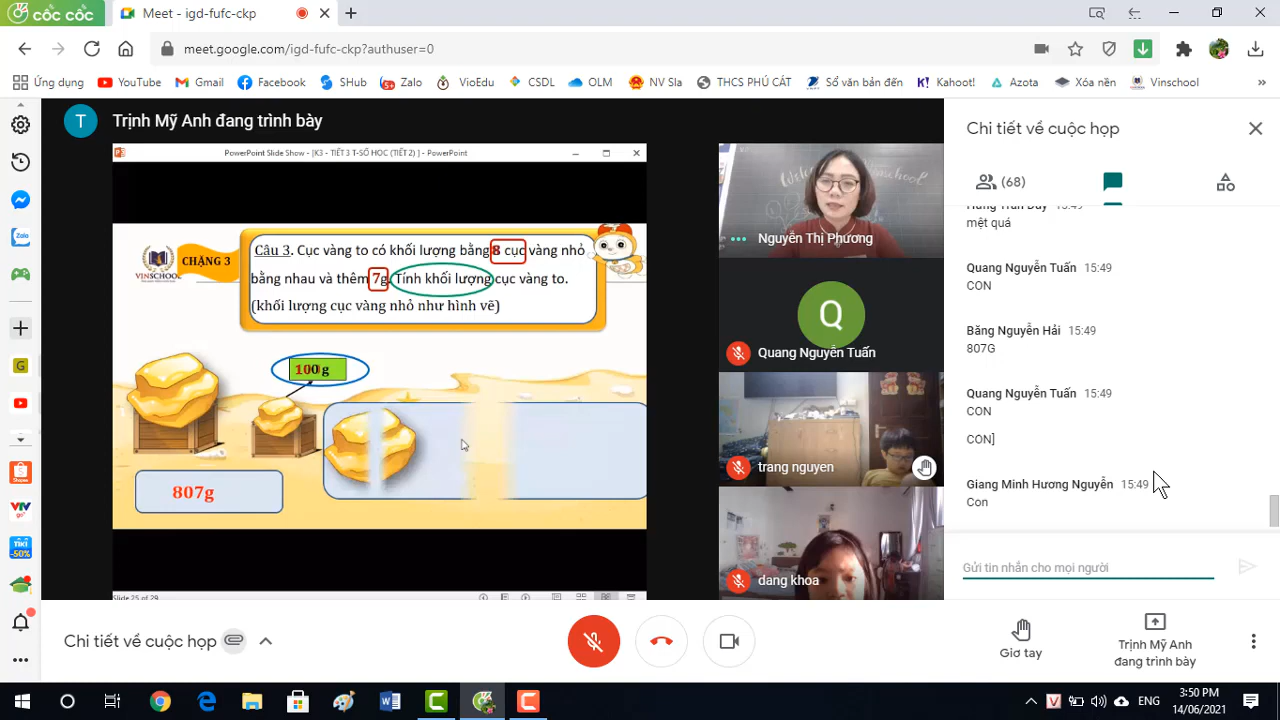 cốc cốc
Meet - igd-fufc-ckp
meet.google.com/igd-fufc-ckp?authuser=0
Ứng dụng YouTube Gmail Facebook SHub Zalo VioEdu CSDL OLM NV Sla THCS PHÚ CÁT Sổ văn bản đến Kahoot! Azota Xóa nền Vinschool
T Trịnh Mỹ Anh đang trình bày
PowerPoint Slide Show - [K3 - TIẾT 3 T-SỐ HỌC (TIẾT 2) ] - PowerPoint
VINSCHOOL
CHẶNG 3
Câu 3. Cục vàng to có khối lượng bằng 8 cục vàng nhỏ
bằng nhau và thêm 7g. Tính khối lượng cục vàng to.
(khối lượng cục vàng nhỏ như hình vẽ)
100 g
807g
Slide 25 of 29
Nguyễn Thị Phương
Q
Quang Nguyễn Tuấn
trang nguyen
dang khoa
Chi tiết về cuộc họp
(68)
15:49
mệt quá
Quang Nguyễn Tuấn 15:49
CON
Băng Nguyễn Hải 15:49
807G
Quang Nguyễn Tuấn 15:49
CON
CON]
Giang Minh Hương Nguyễn 15:49
Con
Gửi tin nhắn cho mọi người
Chi tiết về cuộc họp
Giơ tay
Trịnh Mỹ Anh
đang trình bày
ENG
3:50 PM
14/06/2021